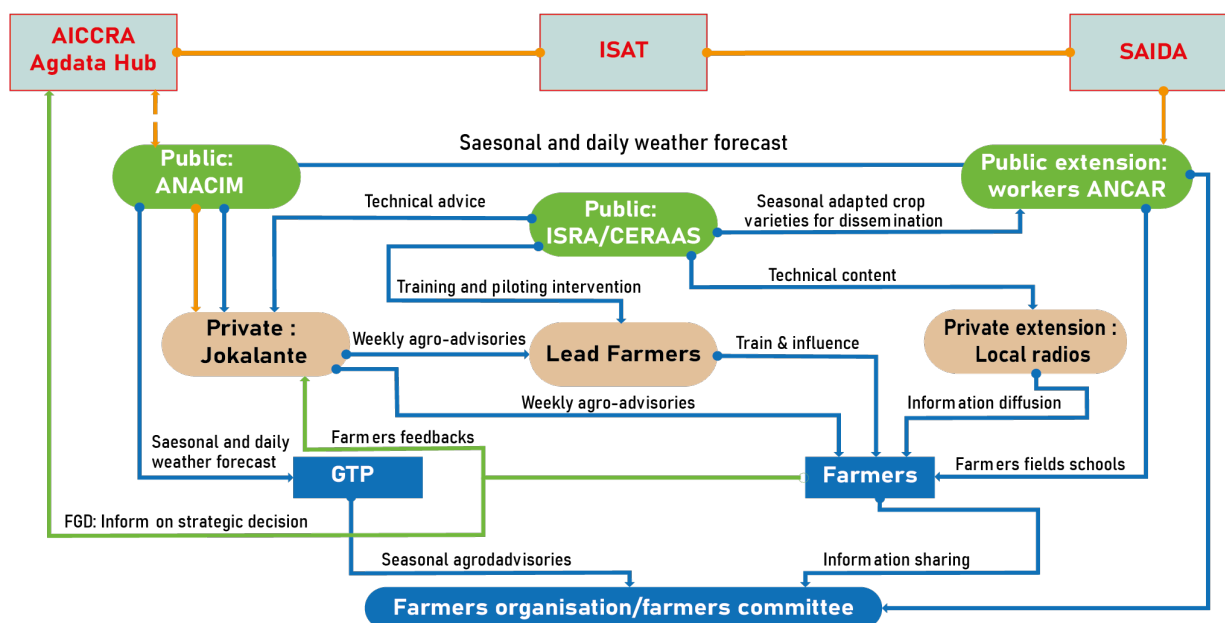 AICCRA
Agdata Hub
ISAT
SAIDA
Saesonal and daily weather forecast
Public:
ANACIM
Public extension:
workers ANCAR
Technical advice
Public:
ISRA/CERAAS
Seasonal adapted crop
varieties for dissemination
Training and piloting intervention
Technical content
Private :
Jokalante
Weekly agro-advisories
Lead Farmers
Train & influence
Private extension :
Local radios
Weekly agro-advisories
Information diffusion
Saesonal and daily
weather forecast
Farmers feedbacks
GTP
Farmers
Farmers fields schools
FGD: Inform on strategic decision
Seasonal agrodadvisories
Information sharing
Farmers organisation/farmers committee